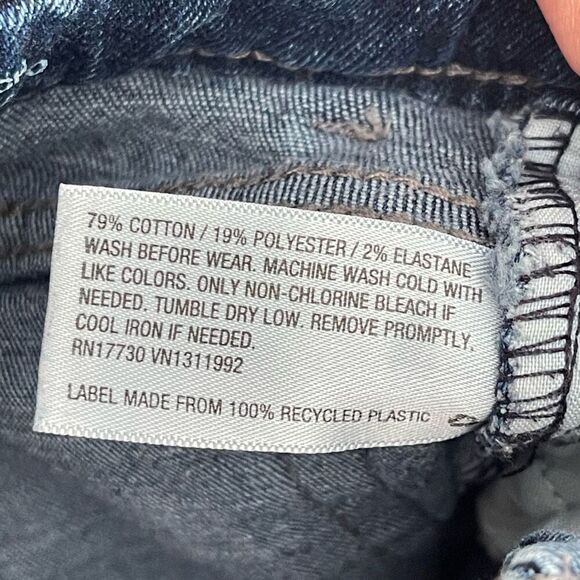 79% COTTON / 19% POLYESTER / 2% ELASTANE
WASH BEFORE WEAR. MACHINE WASH COLD WITH
LIKE COLORS. ONLY NON-CHLORINE BLEACH IF
NEEDED. TUMBLE DRY LOW. REMOVE PROMPTLY.
COOL IRON IF NEEDED.
RN17730 VN1311992
LABEL MADE FROM 100% RECYCLED PLASTIC